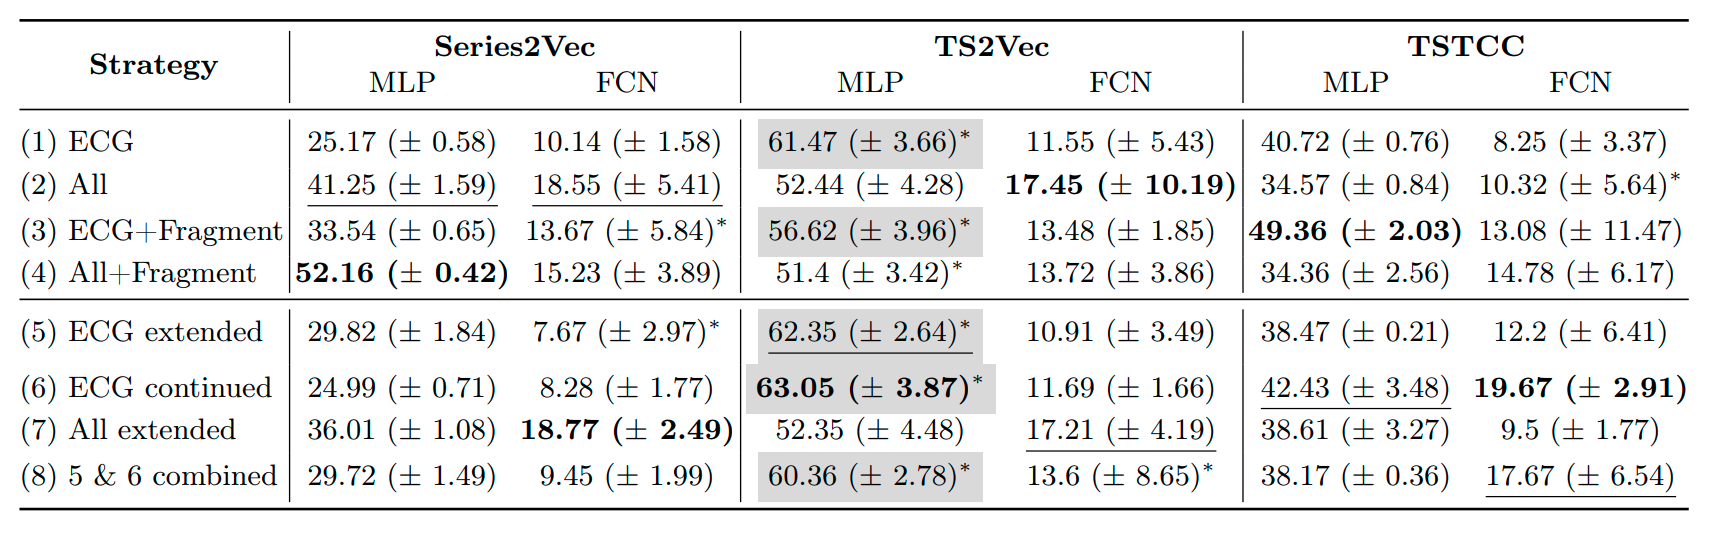 Strategy Series2Vec TS2Vec TSTCC
MLP FCN MLP FCN MLP FCN
(1) ECG 25.17 (± 0.58) 10.14 (± 1.58) 61.47 (± 3.66)* 11.55 (± 5.43) 40.72 (± 0.76) 8.25 (± 3.37)
(2) All 41.25 (± 1.59) 18.55 (± 5.41) 52.44 (± 4.28) 17.45 (± 10.19) 34.57 (± 0.84) 10.32 (± 5.64)*
(3) ECG+Fragment 33.54 (± 0.65) 13.67 (± 5.84)* 56.62 (± 3.96)* 13.48 (± 1.85) 49.36 (± 2.03) 13.08 (± 11.47)
(4) All+Fragment 52.16 (± 0.42) 15.23 (± 3.89) 51.4 (± 3.42)* 13.72 (± 3.86) 34.36 (± 2.56) 14.78 (± 6.17)
(5) ECG extended 29.82 (± 1.84) 7.67 (± 2.97)* 62.35 (± 2.64)* 10.91 (± 3.49) 38.47 (± 0.21) 12.2 (± 6.41)
(6) ECG continued 24.99 (± 0.71) 8.28 (± 1.77) 63.05 (± 3.87)* 11.69 (± 1.66) 42.43 (± 3.48) 19.67 (± 2.91)
(7) All extended 36.01 (± 1.08) 18.77 (± 2.49) 52.35 (± 4.48) 17.21 (± 4.19) 38.61 (± 3.27) 9.5 (± 1.77)
(8) 5 & 6 combined 29.72 (± 1.49) 9.45 (± 1.99) 60.36 (± 2.78)* 13.6 (± 8.65)* 38.17 (± 0.36) 17.67 (± 6.54)